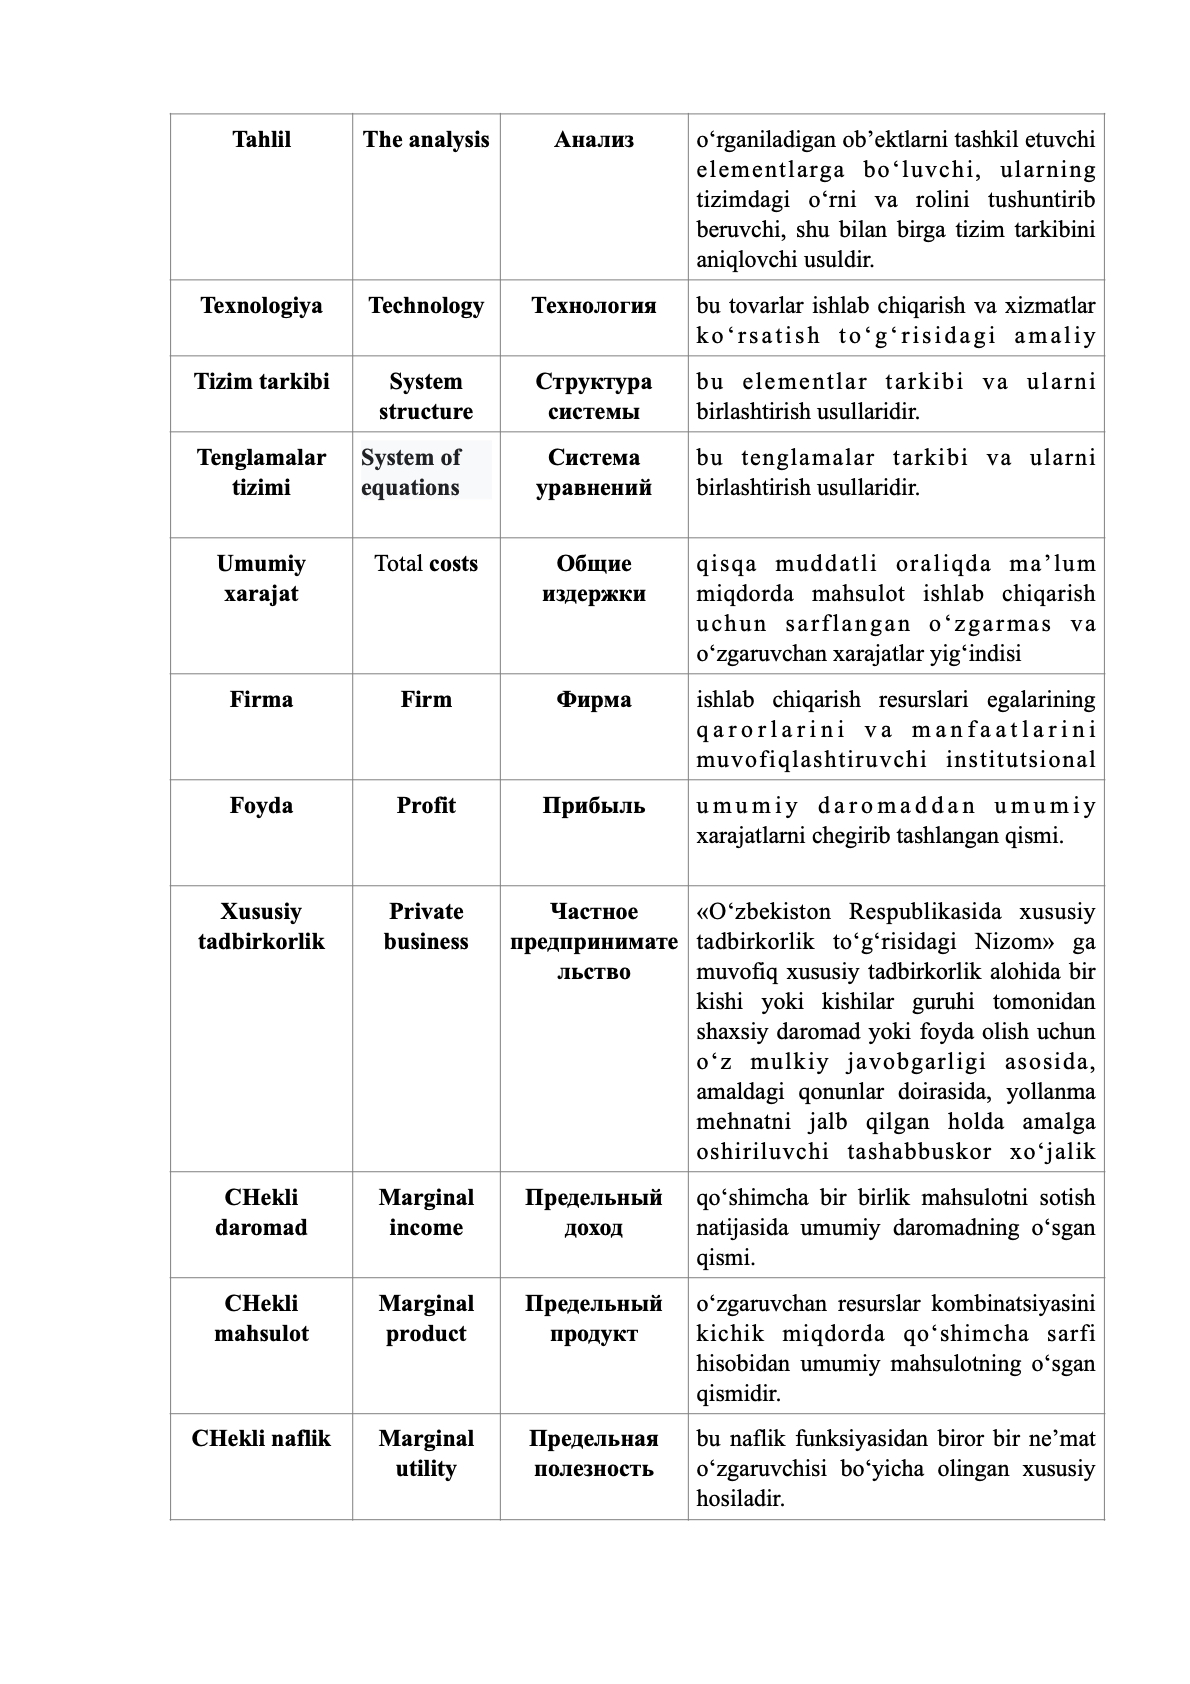 Tahlil
The analysis
Анализ
o‘rganiladigan ob’ektlarni tashkil etuvchi
elementlarga bo‘luvchi, ularning
tizimdagi o‘rni va rolini tushuntirib
beruvchi, shu bilan birga tizim tarkibini
aniqlovchi usuldir.
Texnologiya
Technology
Технология
bu tovarlar ishlab chiqarish va xizmatlar
ko‘rsatish to‘g‘risidagi amaliy
Tizim tarkibi
System
structure
Структура
системы
bu elementlar tarkibi va ularni
birlashtirish usullaridir.
Tenglamalar
tizimi
System of
equations
Система
уравнений
bu tenglamalar tarkibi va ularni
birlashtirish usullaridir.
Umumiy
xarajat
Total costs
Общие
издержки
qisqa muddatli oraliqda ma’lum
miqdorda mahsulot ishlab chiqarish
uchun sarflangan o‘zgarmas va
o‘zgaruvchan xarajatlar yig‘indisi
Firma
Firm
Фирма
ishlab chiqarish resurslari egalarining
qarorlarini va manfaatlarini
muvofiqlashtiruvchi institutsional
Foyda
Profit
Прибыль
umumiy daromaddan umumiy
xarajatlarni chegirib tashlangan qismi.
Xususiy
tadbirkorlik
Private
business
Частное
предпринимате
льство
«O‘zbekiston Respublikasida xususiy
tadbirkorlik to‘g‘risidagi Nizom» ga
muvofiq xususiy tadbirkorlik alohida bir
kishi yoki kishilar guruhi tomonidan
shaxsiy daromad yoki foyda olish uchun
o‘z mulkiy javobgarligi asosida,
amaldagi qonunlar doirasida, yollanma
mehnatni jalb qilgan holda amalga
oshiriluvchi tashabbuskor xo‘jalik
CHekli
daromad
Marginal
income
Предельный
доход
qo‘shimcha bir birlik mahsulotni sotish
natijasida umumiy daromadning o‘sgan
qismi.
CHekli
mahsulot
Marginal
product
Предельный
продукт
o‘zgaruvchan resurslar kombinatsiyasini
kichik miqdorda qo‘shimcha sarfi
hisobidan umumiy mahsulotning o‘sgan
qismidir.
CHekli naflik
Marginal
utility
Предельная
полезность
bu naflik funksiyasidan biror bir ne’mat
o‘zgaruvchisi bo‘yicha olingan xususiy
hosiladir.